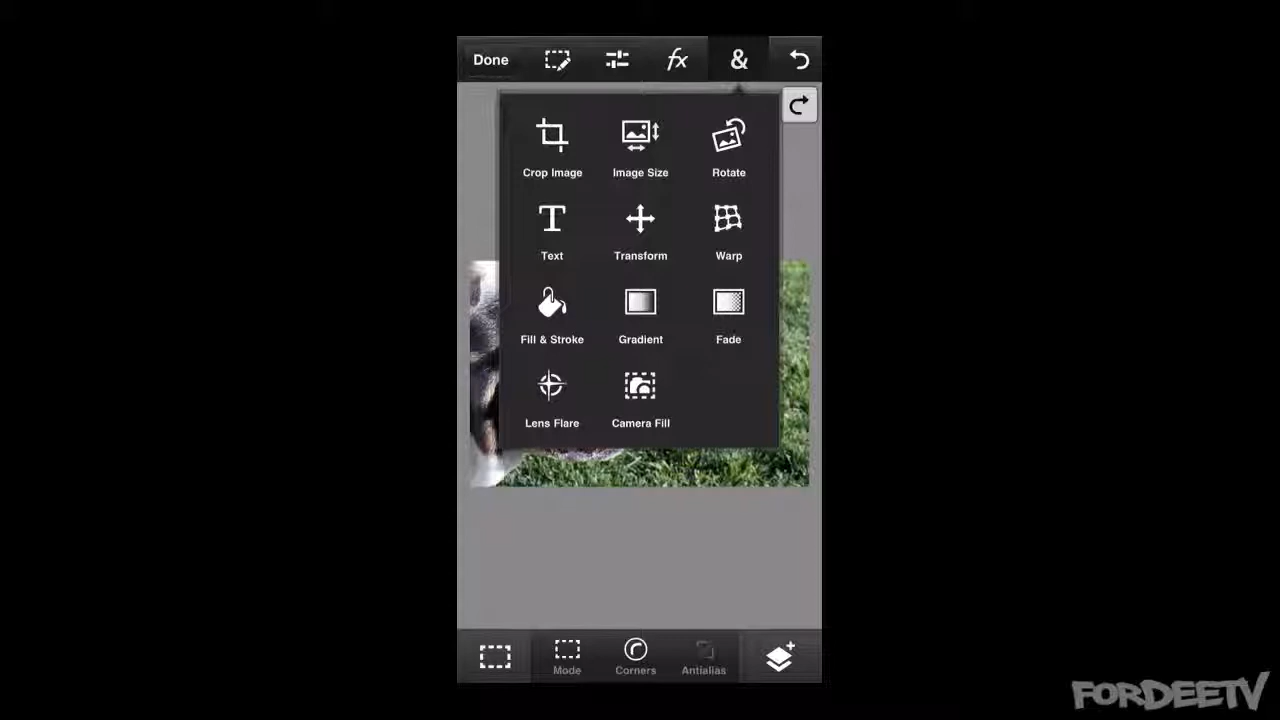 Done fx &
Crop Image Image Size Rotate
Text Transform Warp
Fill & Stroke Gradient Fade
Lens Flare Camera Fill
Mode Corners Antialias
FORDEETV